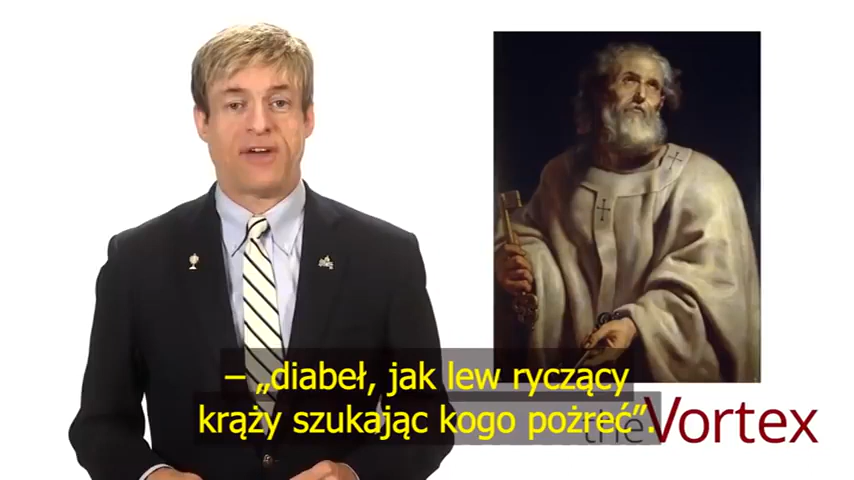 – „diabeł, jak lew ryczący
krąży szukając kogo pożreć”.
the Vortex